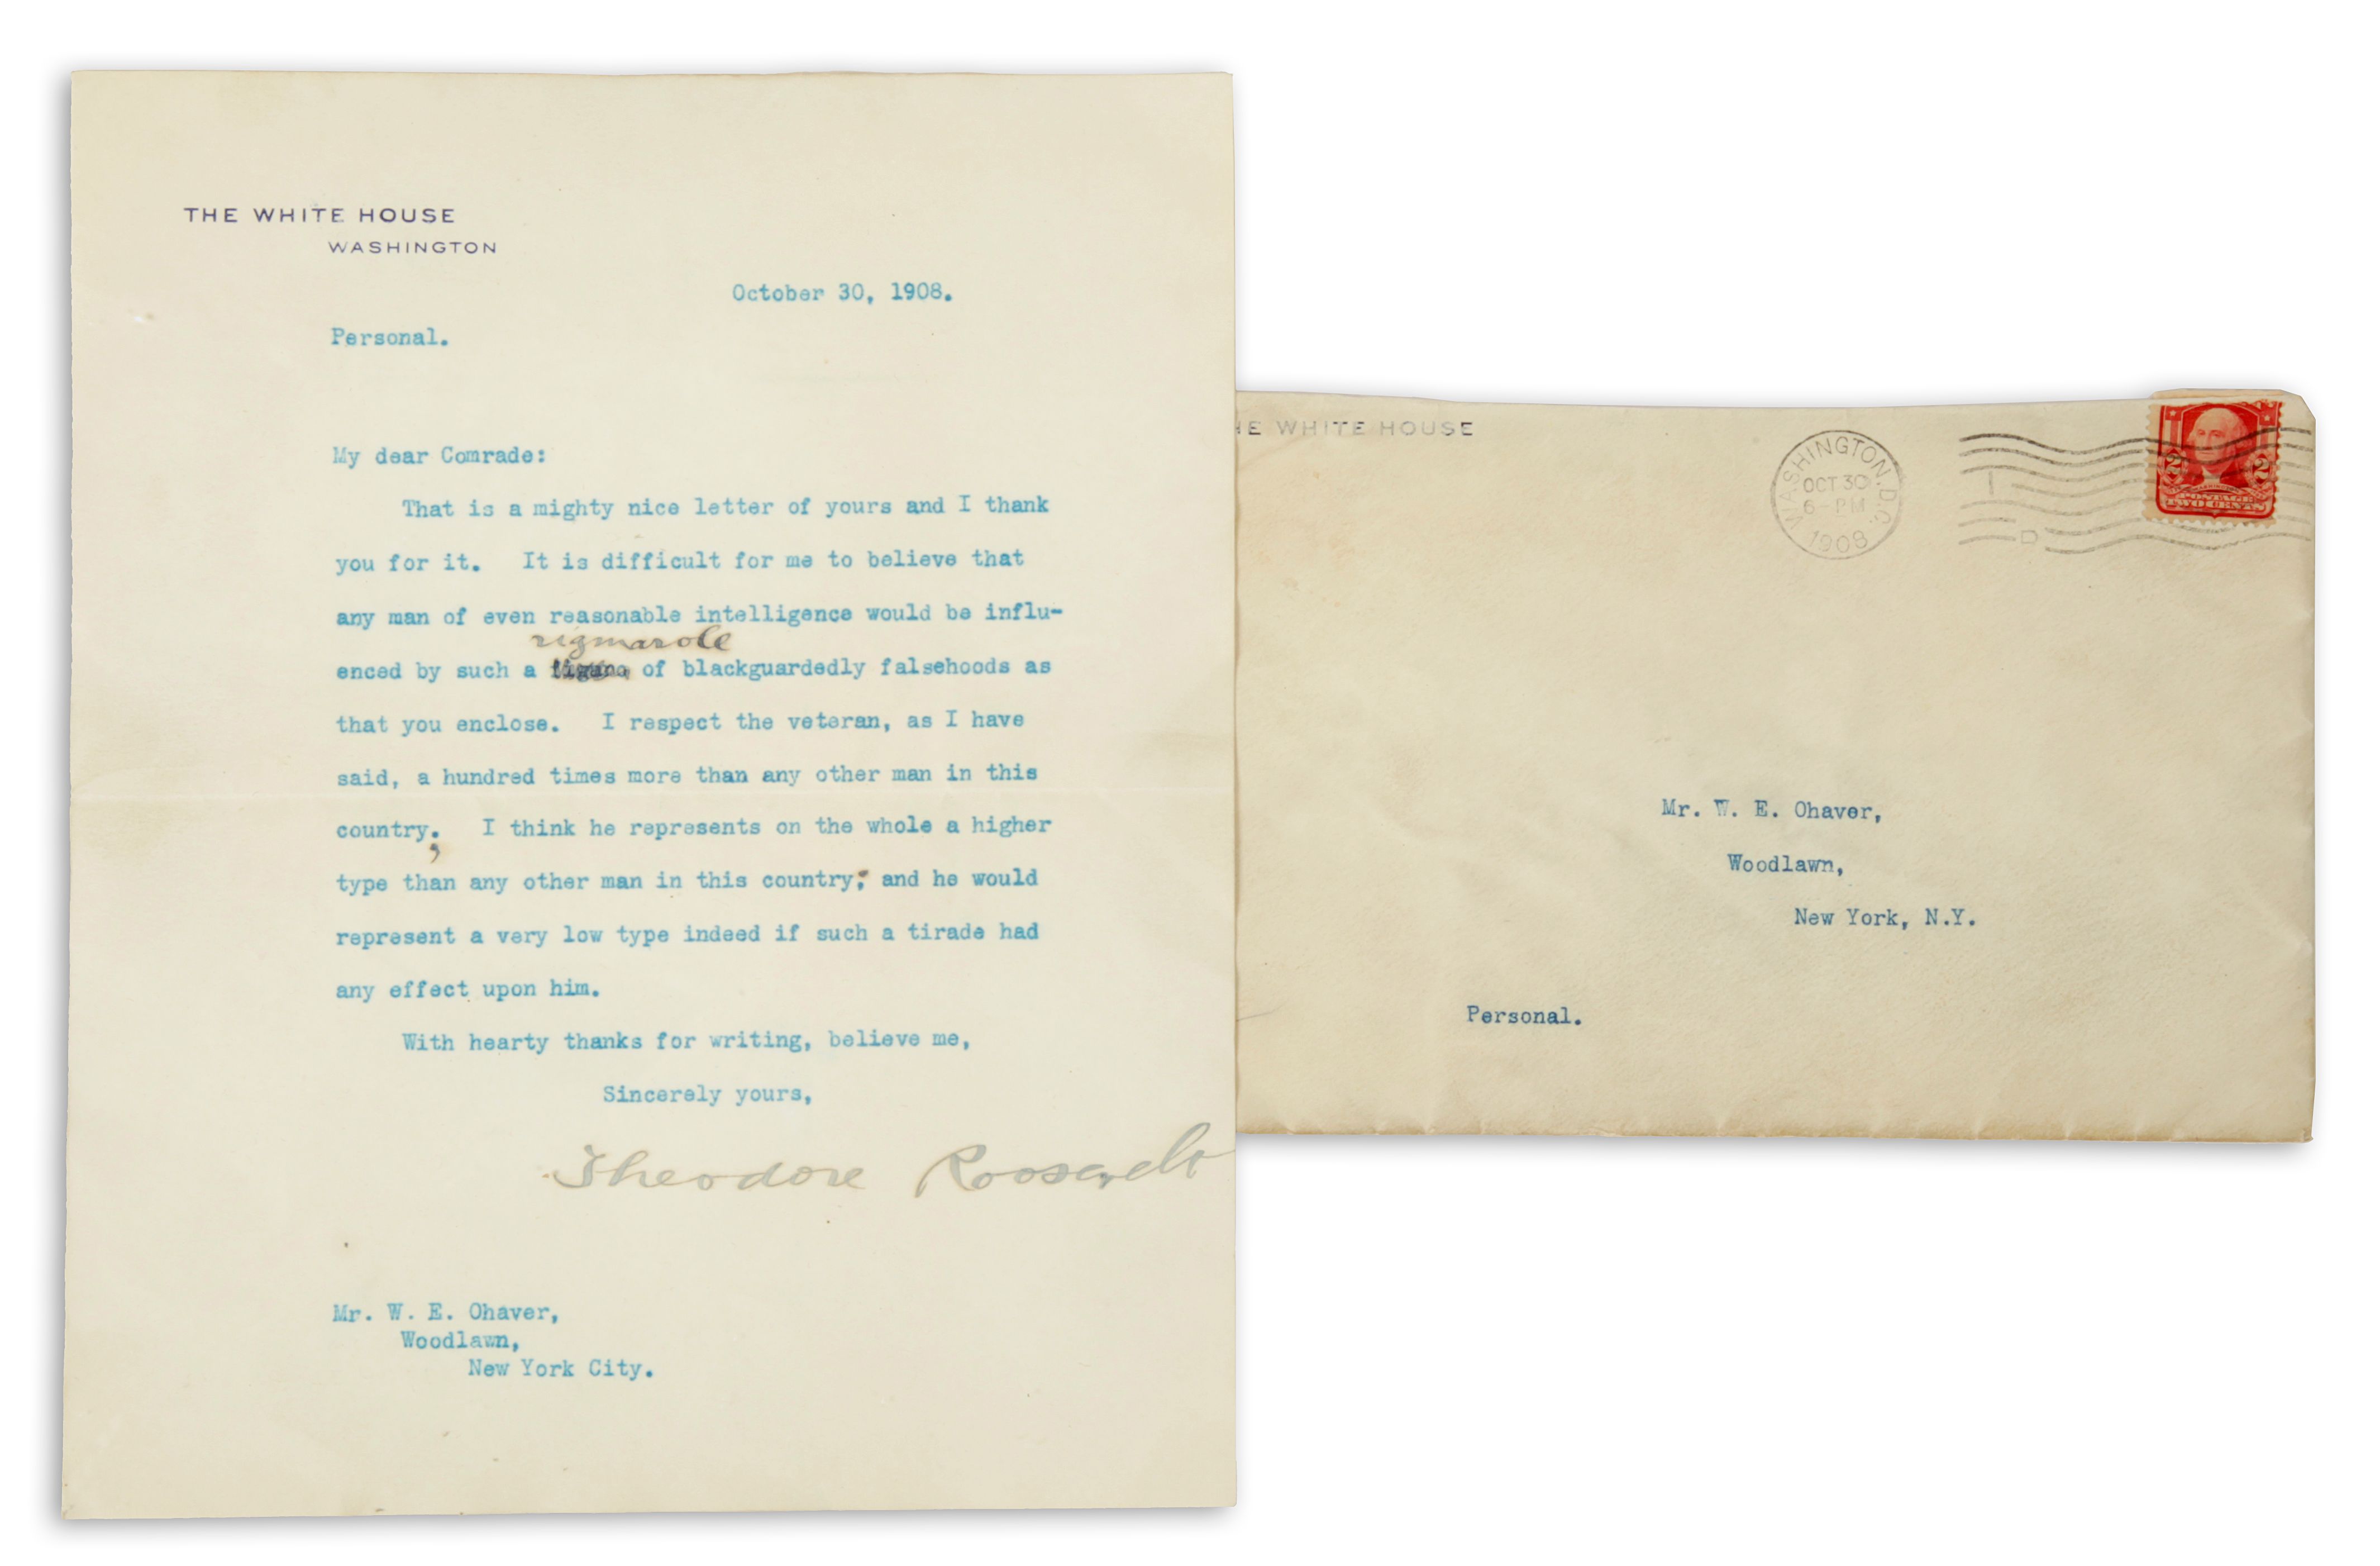 THE WHITE HOUSE
WASHINGTON
October 30, 1908.
Personal.
My dear Comrade:
That is a mighty nice letter of yours and I thank
you for it. It is difficult for me to believe that
any man of even reasonable intelligence would be influ-
rigmarole
enced by such a of blackguardedly falsehoods as
that you enclose. I respect the veteran, as I have
said, a hundred times more than any other man in this
country; I think he represents on the whole a higher
type than any other man in this country; and he would
represent a very low type indeed if such a tirade had
any effect upon him.
With hearty thanks for writing, believe me,
Sincerely yours,
Theodore Roosevelt
Mr. W. E. Ohaver,
Woodlawn,
New York City.
HE WHITE HOUSE
WASHINGTON, D.C.
OCT 30
6-PM
1908
2 2
TWO CENTS
Mr. W. E. Ohaver,
Woodlawn,
New York, N.Y.
Personal.